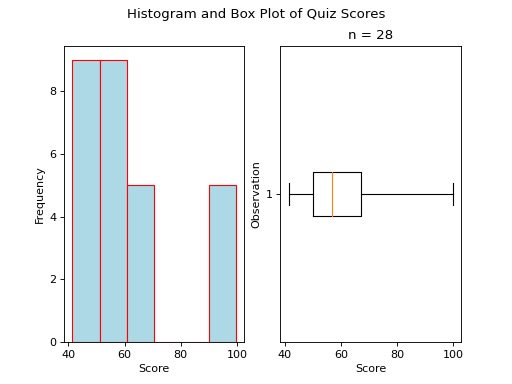 Histogram and Box Plot of Quiz Scores
n = 28
Frequency
0
2
4
6
8
40
60
80
100
Score
Observation
1
40
60
80
100
Score